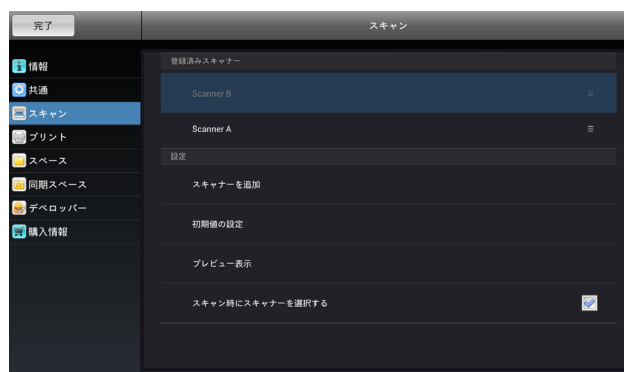 完了
スキャン
情報
共通
スキャン
プリント
スペース
同期スペース
デベロッパー
購入情報
登録済みスキャナー
Scanner B
Scanner A
設定
スキャナーを追加
初期値の設定
プレビュー表示
スキャン時にスキャナーを選択する